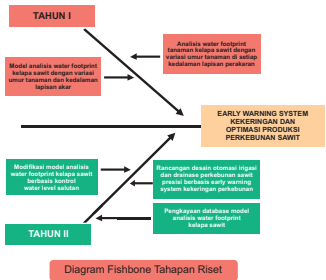 TAHUN I
Analisis water footprint
tanaman kelapa sawit dengan
variasi umur tanaman di setiap
kedalaman lapisan perakaran
Model analisis water footprint
kelapa sawit dengan variasi
umur tanaman dan kedalaman
lapisan akar
EARLY WARNING SYSTEM
KEKERINGAN DAN
OPTIMASI PRODUKSI
PERKEBUNAN SAWIT
Modifikasi model analisis
water footprint kelapa sawit
berbasis kontrol
water level salutan
Rancangan desain otomasi irigasi
dan drainase perkebunan sawit
presisi berbasis early warning
system kekeringan perkebunan
Pengkayaan database model
analisis water footprint
kelapa sawit
TAHUN II
Diagram Fishbone Tahapan Riset